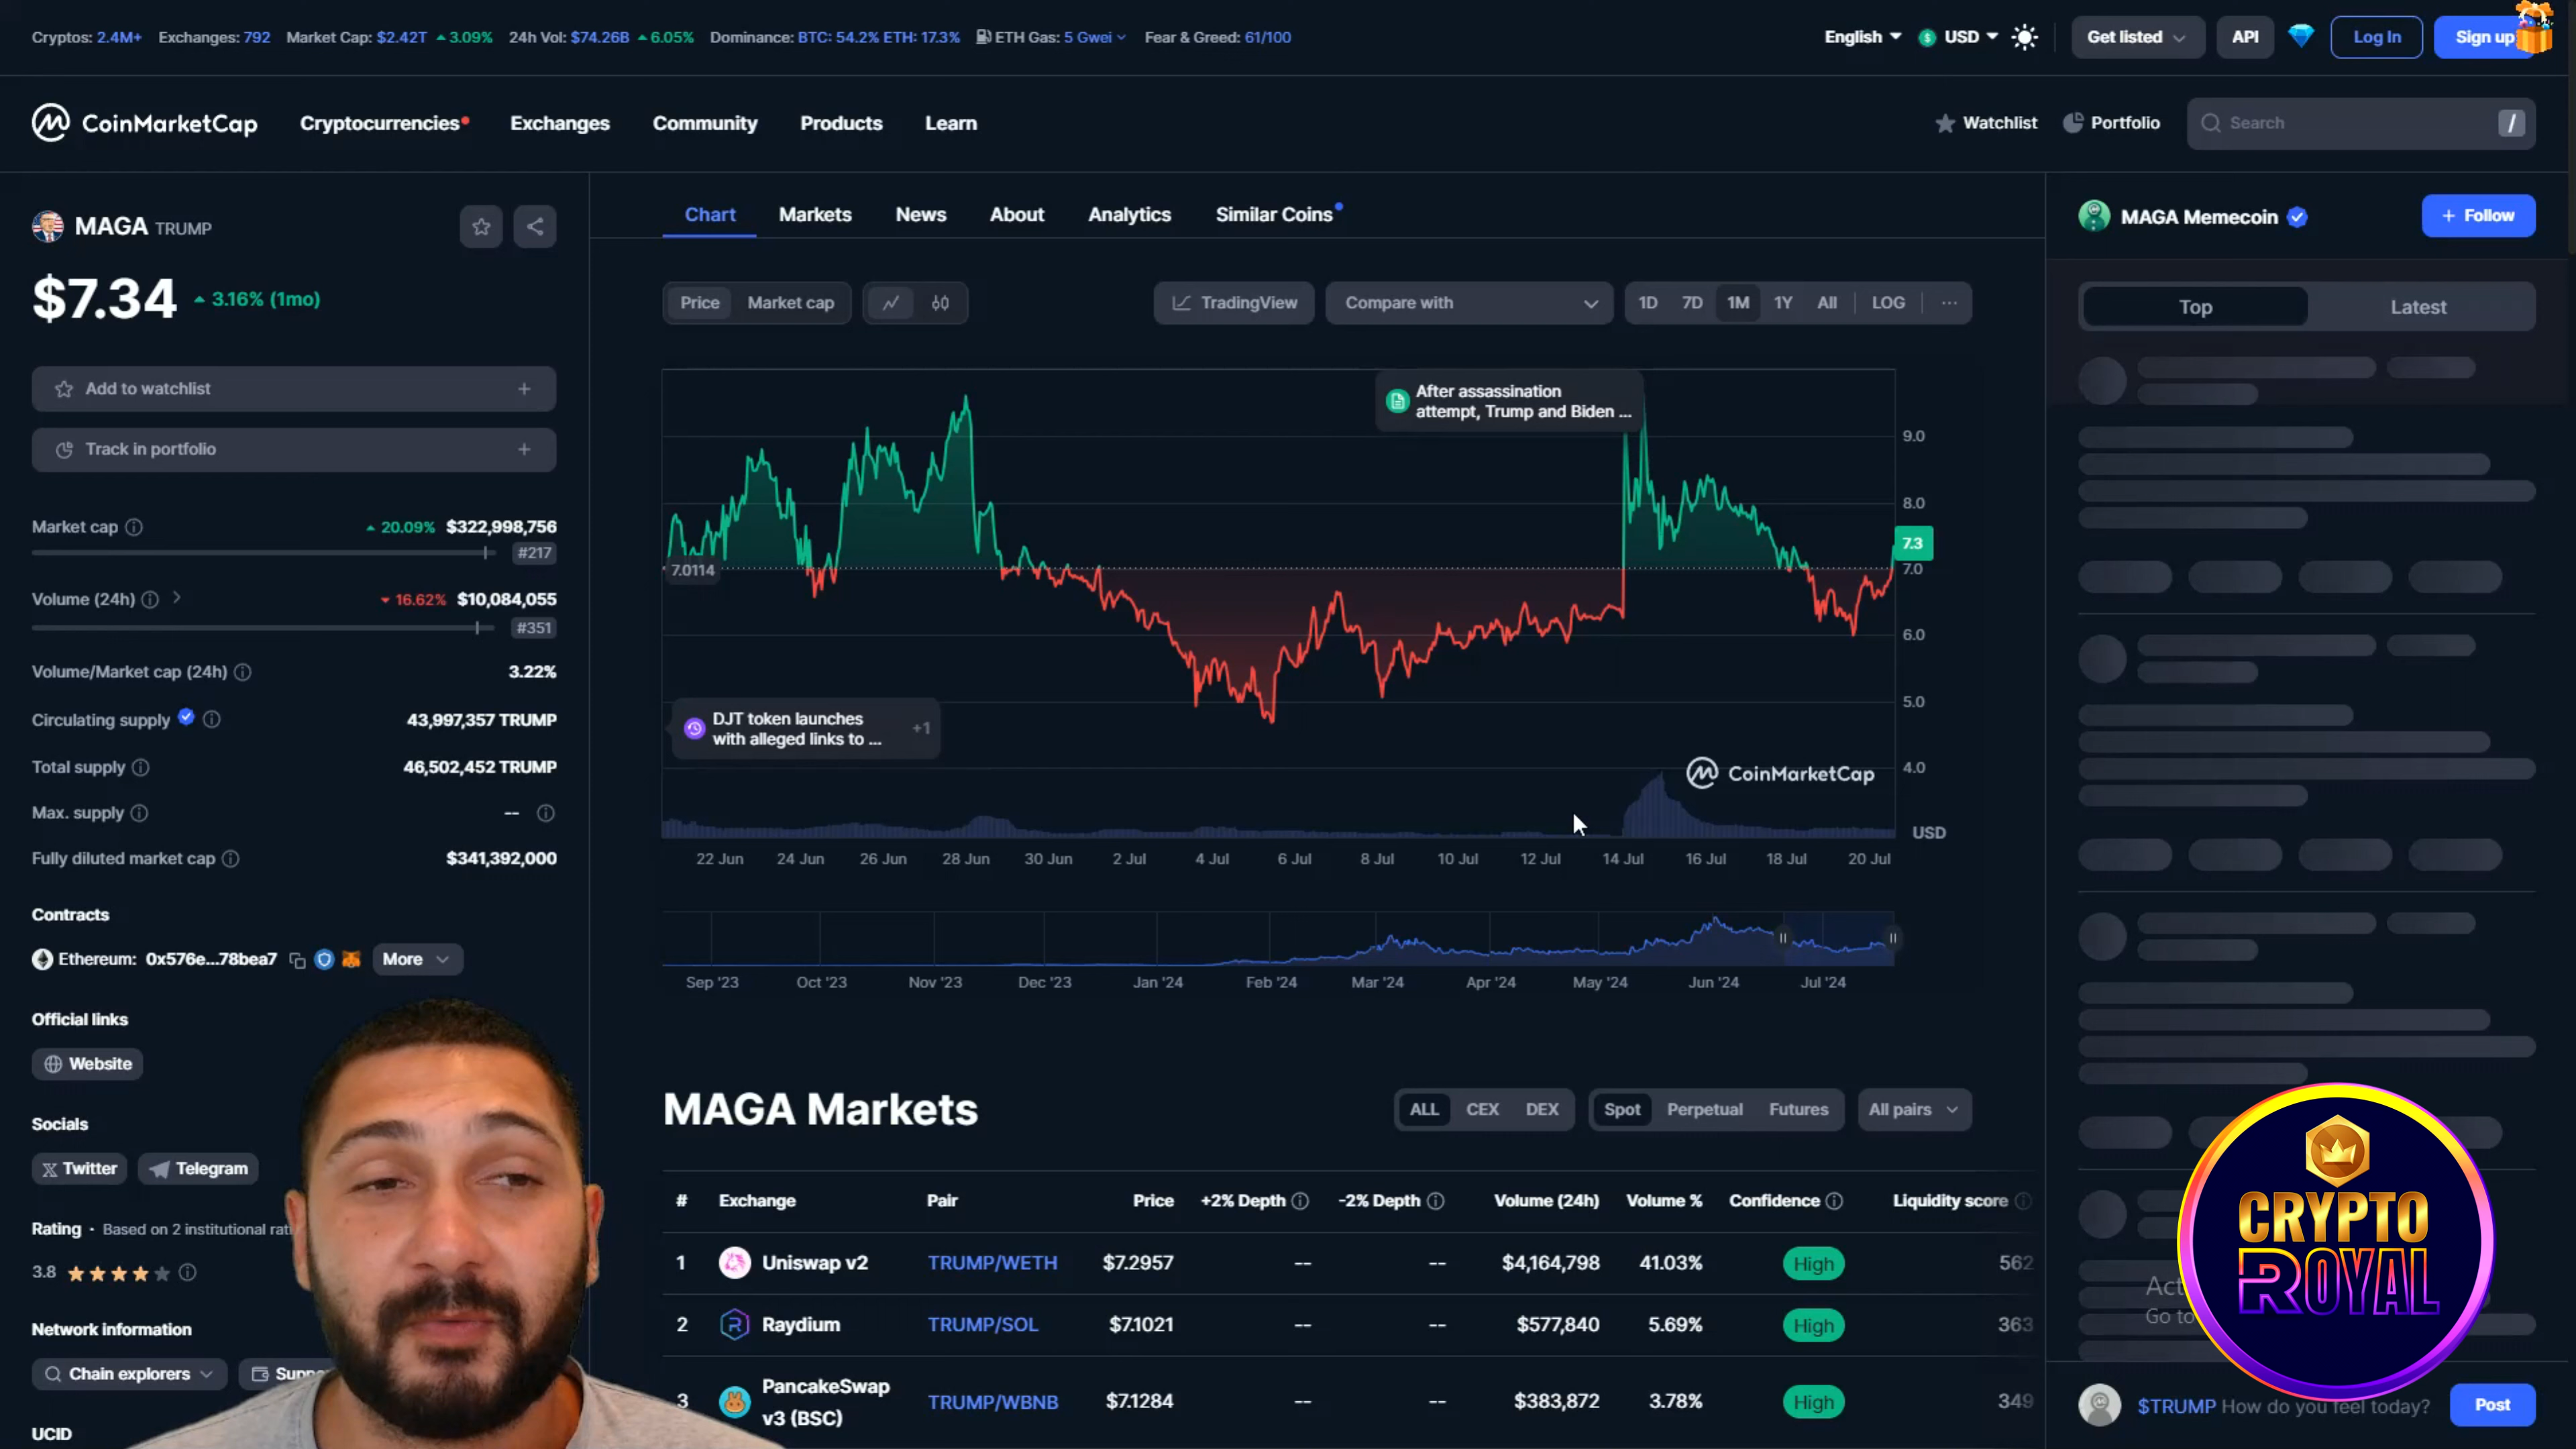 Cryptos: 2.4M+ Exchanges: 792 Market Cap: $2.42T 3.09% 24h Vol: $74.26B 6.05% Dominance: BTC: 54.2% ETH: 17.3% ETH Gas: 5 Gwei Fear & Greed: 61/100
English USD Get listed API Log In Sign up
CoinMarketCap Cryptocurrencies Exchanges Community Products Learn
Watchlist Portfolio Search /
MAGA TRUMP
$7.34 3.16% (1mo)
Add to watchlist +
Track in portfolio +
Market cap 20.09% $322,998,756
#217
Volume (24h) 16.62% $10,084,055
#351
Volume/Market cap (24h) 3.22%
Circulating supply 43,997,357 TRUMP
Total supply 46,502,452 TRUMP
Max. supply --
Fully diluted market cap $341,392,000
Contracts
Ethereum: 0x576e...78bea7 More
Official links
Website
Socials
Twitter Telegram
Rating · Based on 2 institutional
3.8
Network information
Chain explorers
UCID
Chart Markets News About Analytics Similar Coins
Price Market cap TradingView Compare with 1D 7D 1M 1Y All LOG ...
After assassination
attempt, Trump and Biden ...
9.0
8.0
7.3
7.0
7.0114
6.0
5.0
4.0
DJT token launches
with alleged links to ...
+1
CoinMarketCap
USD
22 Jun 24 Jun 26 Jun 28 Jun 30 Jun 2 Jul 4 Jul 6 Jul 8 Jul 10 Jul 12 Jul 14 Jul 16 Jul 18 Jul 20 Jul
Sep '23 Oct '23 Nov '23 Dec '23 Jan '24 Feb '24 Mar '24 Apr '24 May '24 Jun '24 Jul '24
MAGA Markets
ALL CEX DEX Spot Perpetual Futures All pairs
# Exchange Pair Price +2% Depth -2% Depth Volume (24h) Volume % Confidence Liquidity score
1 Uniswap v2 TRUMP/WETH $7.2957 -- -- $4,164,798 41.03% High 562
2 Raydium TRUMP/SOL $7.1021 -- -- $577,840 5.69% High 363
3 PancakeSwap
v3 (BSC) TRUMP/WBNB $7.1284 -- -- $383,872 3.78% High 349
MAGA Memecoin + Follow
Top Latest
CRYPTO
ROYAL
Go to
$TRUMP How do you feel today? Post